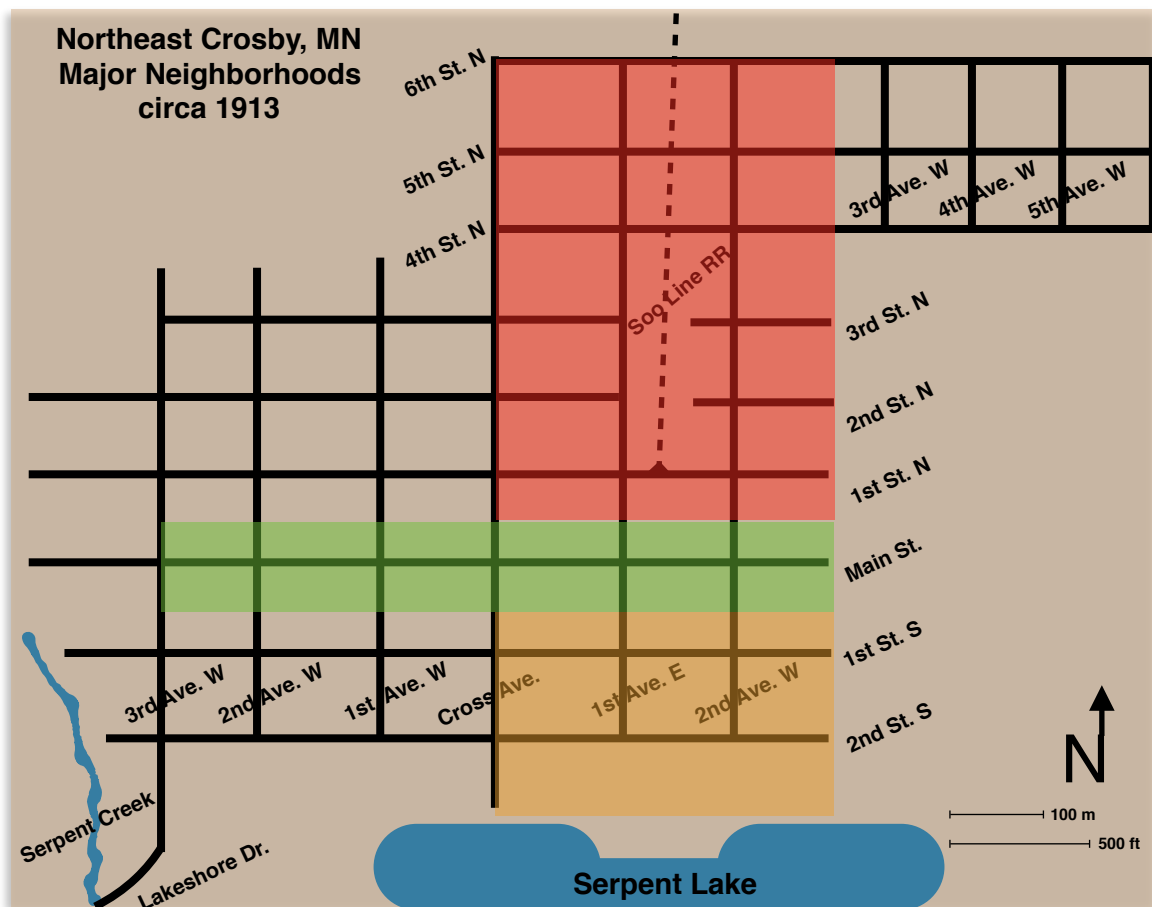 Northeast Crosby, MN
Major Neighborhoods
circa 1913
6th St. N
5th St. N
4th St. N
3rd Ave. W
4th Ave. W
5th Ave. W
Soo Line RR
3rd St. N
2nd St. N
1st St. N
Main St.
1st St. S
2nd St. S
3rd Ave. W
2nd Ave. W
1st Ave. W
Cross Ave.
1st Ave. E
2nd Ave. W
N
100 m
500 ft
Serpent Creek
Lakeshore Dr.
Serpent Lake